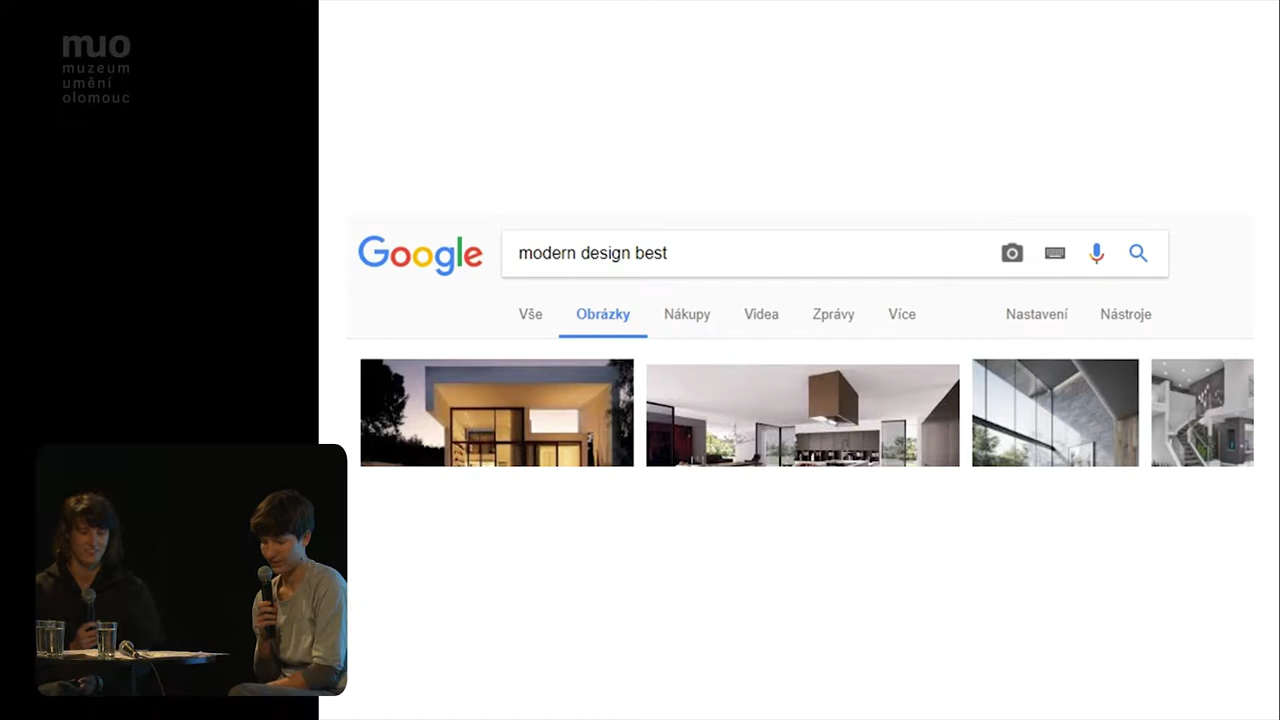 muo
muzeum
umění
olomouc
Google
modern design best
Vše Obrázky Nákupy Videa Zprávy Více Nastavení Nástroje